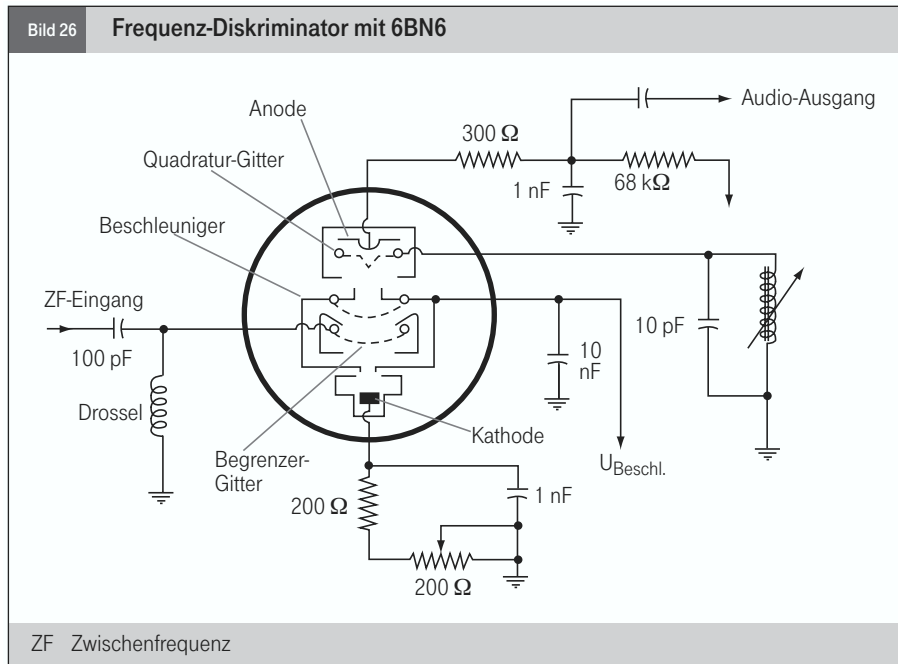 Bild 26 Frequenz-Diskriminator mit 6BN6
Anode
Audio-Ausgang
300 Ω
Quadratur-Gitter
1 nF
68 kΩ
Beschleuniger
ZF-Eingang
100 pF
10 pF
10
nF
Drossel
Kathode
Begrenzer-
Gitter
U Beschl.
200 Ω
1 nF
200 Ω
ZF Zwischenfrequenz